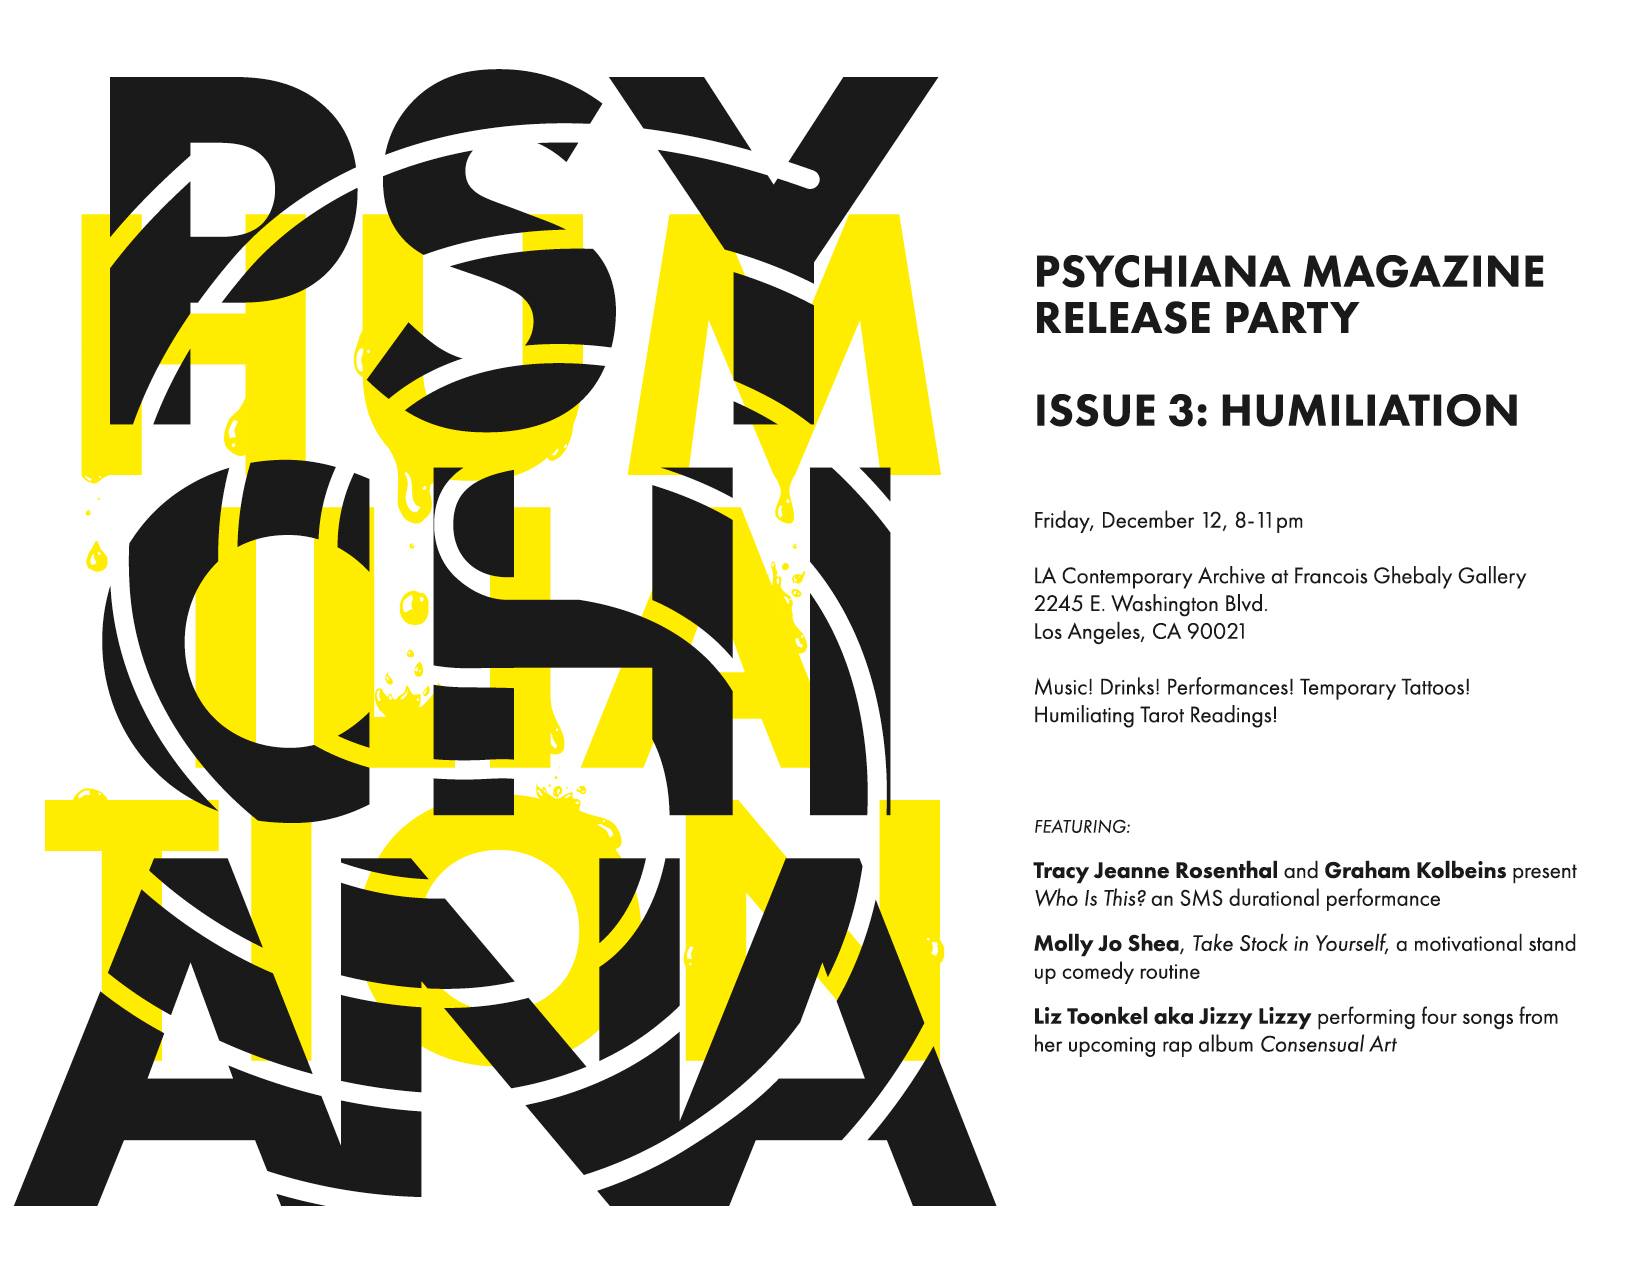 PSY
CHI
ANA
HUM
ILIA
TION
PSYCHIANA MAGAZINE
RELEASE PARTY
ISSUE 3: HUMILIATION
Friday, December 12, 8-11pm
LA Contemporary Archive at Francois Ghebaly Gallery
2245 E. Washington Blvd.
Los Angeles, CA 90021
Music! Drinks! Performances! Temporary Tattoos!
Humiliating Tarot Readings!
FEATURING:
Tracy Jeanne Rosenthal and Graham Kolbeins present
Who Is This? an SMS durational performance
Molly Jo Shea, Take Stock in Yourself, a motivational stand
up comedy routine
Liz Toonkel aka Jizzy Lizzy performing four songs from
her upcoming rap album Consensual Art